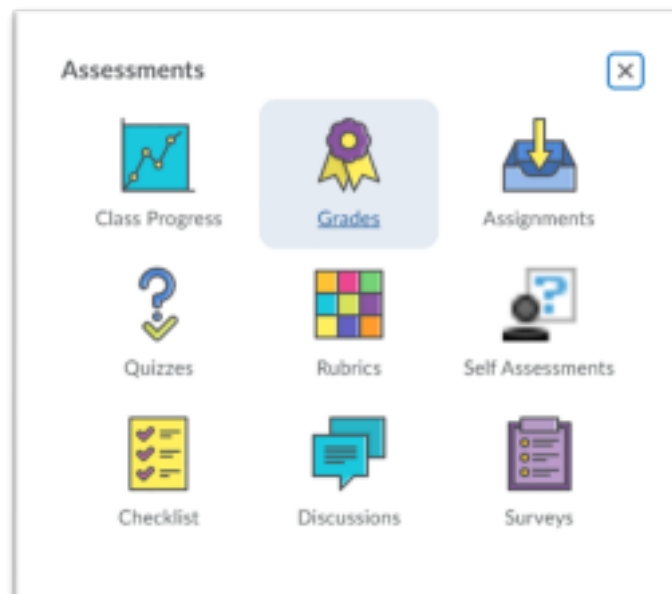 Assessments
Class Progress
Grades
Assignments
Quizzes
Rubrics
Self Assessments
Checklist
Discussions
Surveys